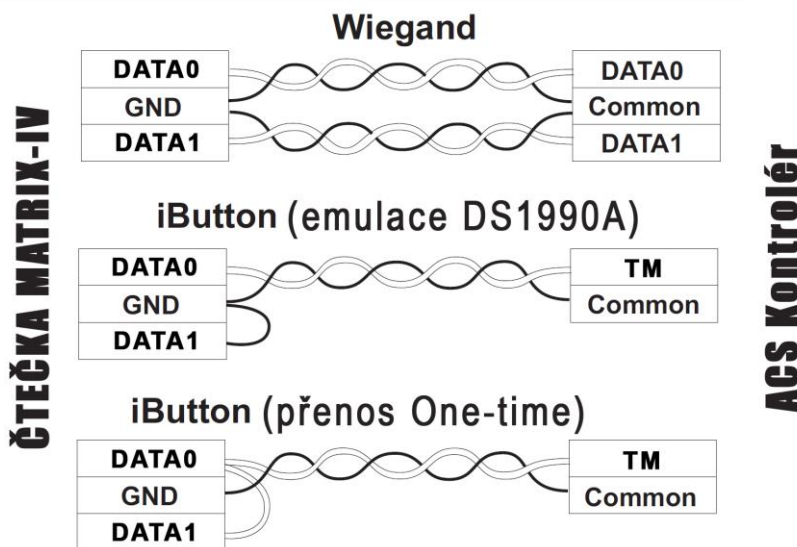 Wiegand
DATA0 DATA0
GND Common
DATA1 DATA1
iButton (emulace DS1990A)
DATA0 TM
GND Common
DATA1
iButton (přenos One-time)
DATA0 TM
GND Common
DATA1
ČTEČKA MATRIX-IV
ACS Kontrolér